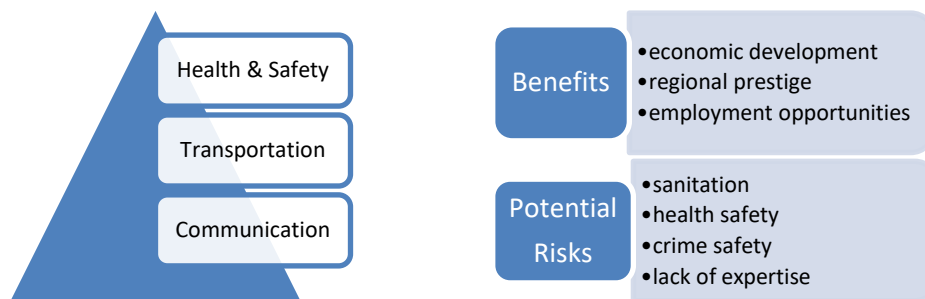 Health & Safety
Transportation
Communication
Benefits
•economic development
•regional prestige
•employment opportunities
Potential
Risks
•sanitation
•health safety
•crime safety
•lack of expertise